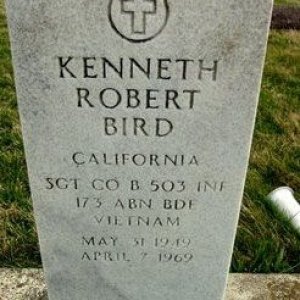 KENNETH
ROBERT
BIRD
CALIFORNIA
SGT CO B 503 INF
173 ABN BDE
VIETNAM
MAY 31 1949
APRIL 7 1969